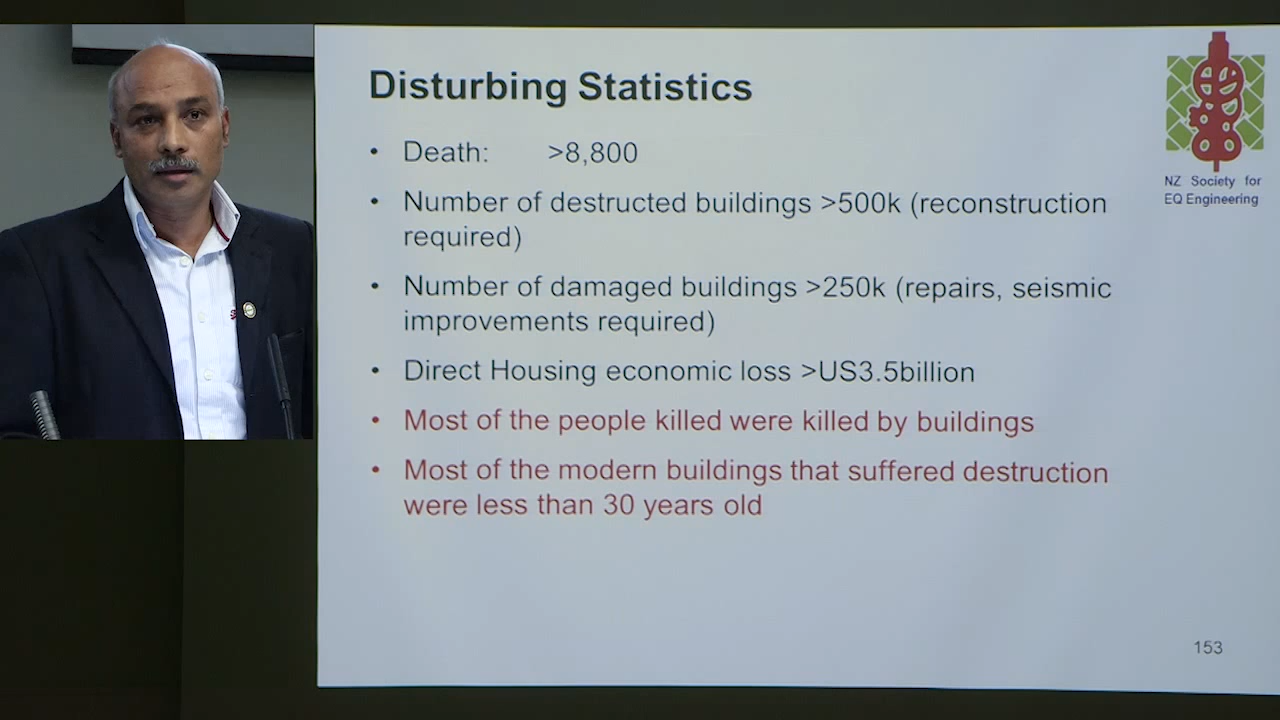 Disturbing Statistics
• Death: >8,800
• Number of destructed buildings >500k (reconstruction
required)
• Number of damaged buildings >250k (repairs, seismic
improvements required)
• Direct Housing economic loss >US3.5billion
• Most of the people killed were killed by buildings
• Most of the modern buildings that suffered destruction
were less than 30 years old
NZ Society for
EQ Engineering
153